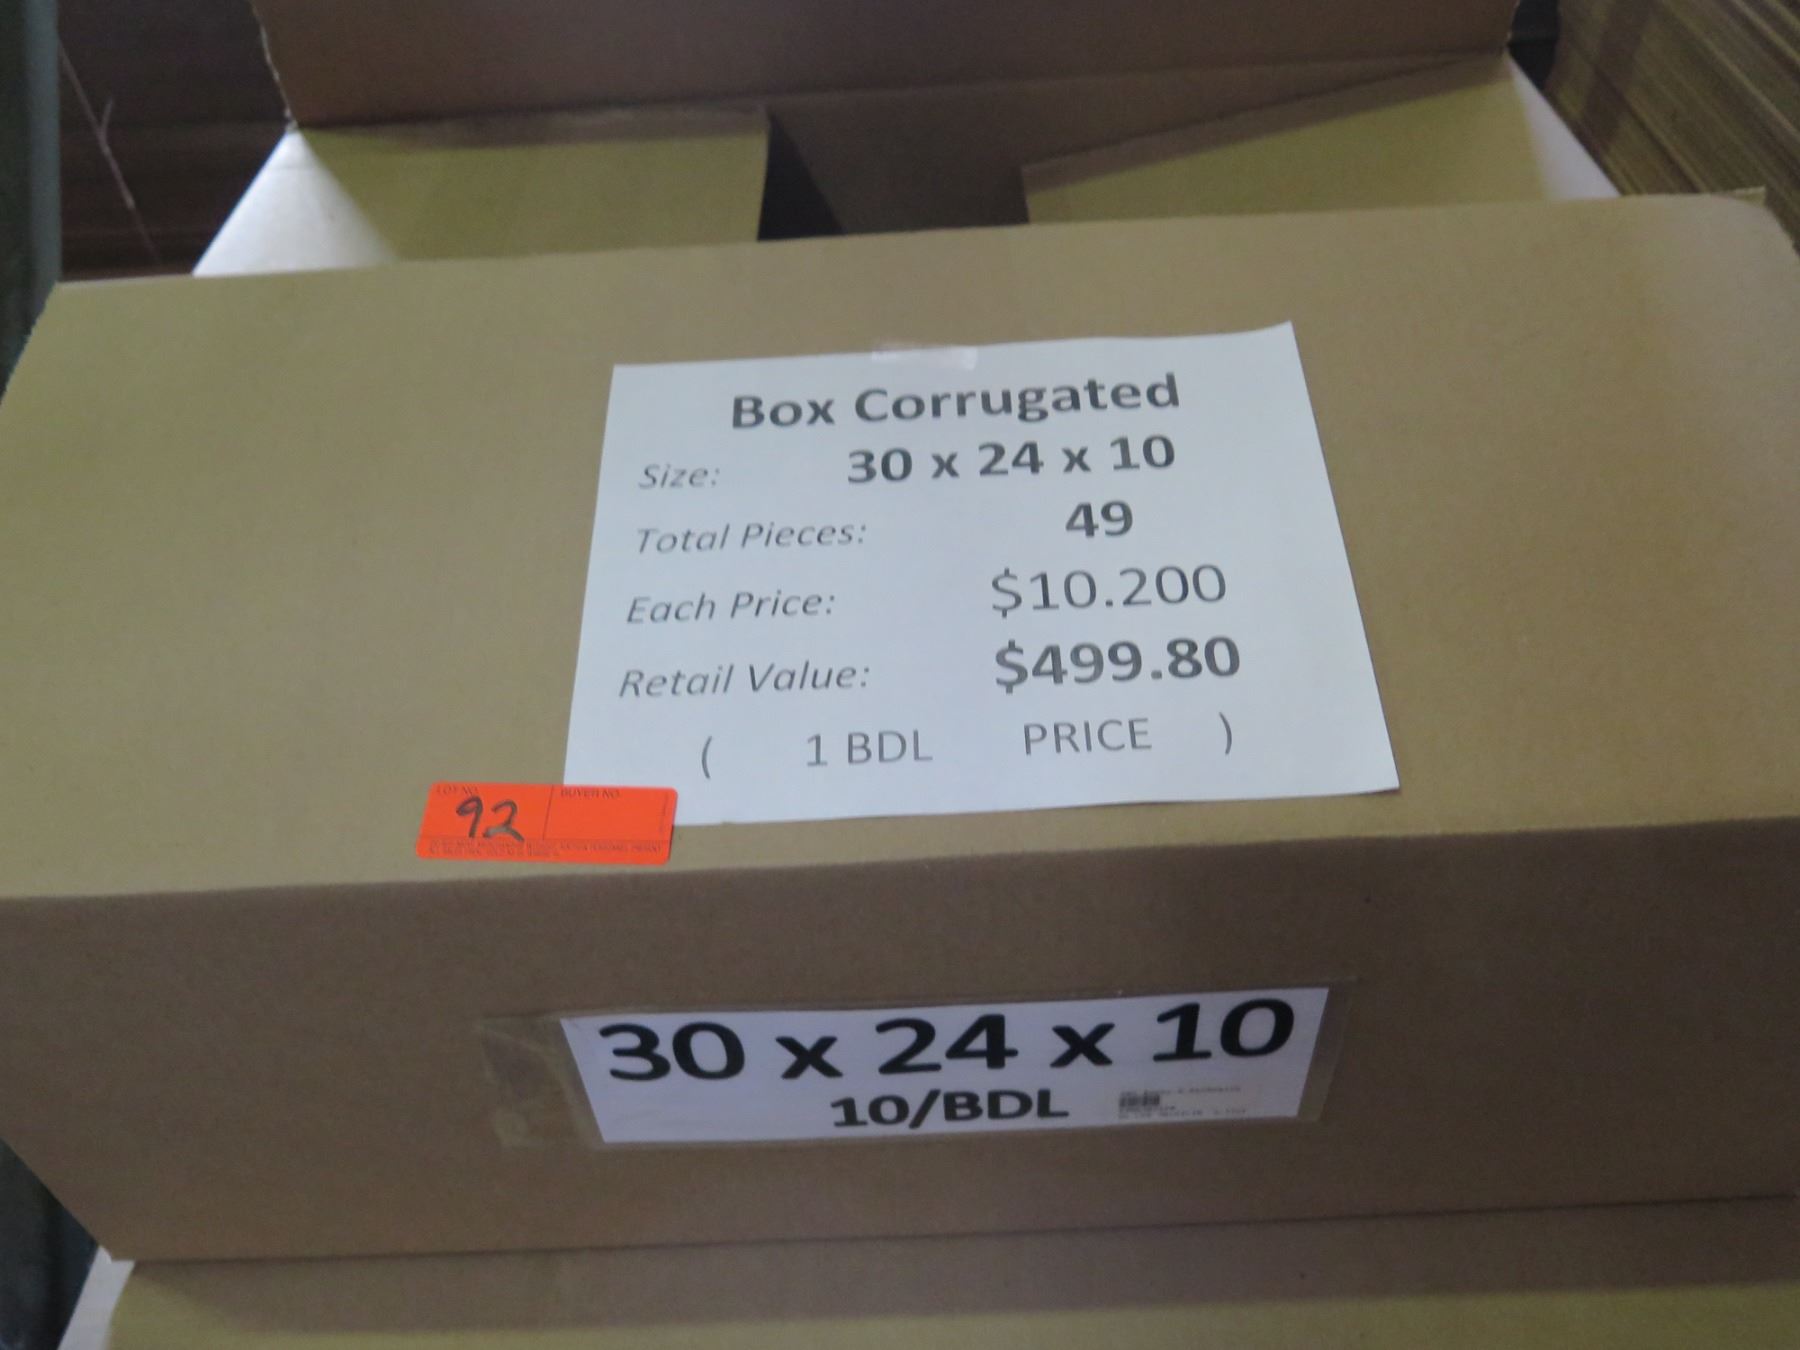 Box Corrugated
Size: 30 x 24 x 10
Total Pieces: 49
Each Price: $10.200
Retail Value: $499.80
( 1 BDL PRICE )
LOT NO. BUYER NO.
92
30 x 24 x 10
10/BDL